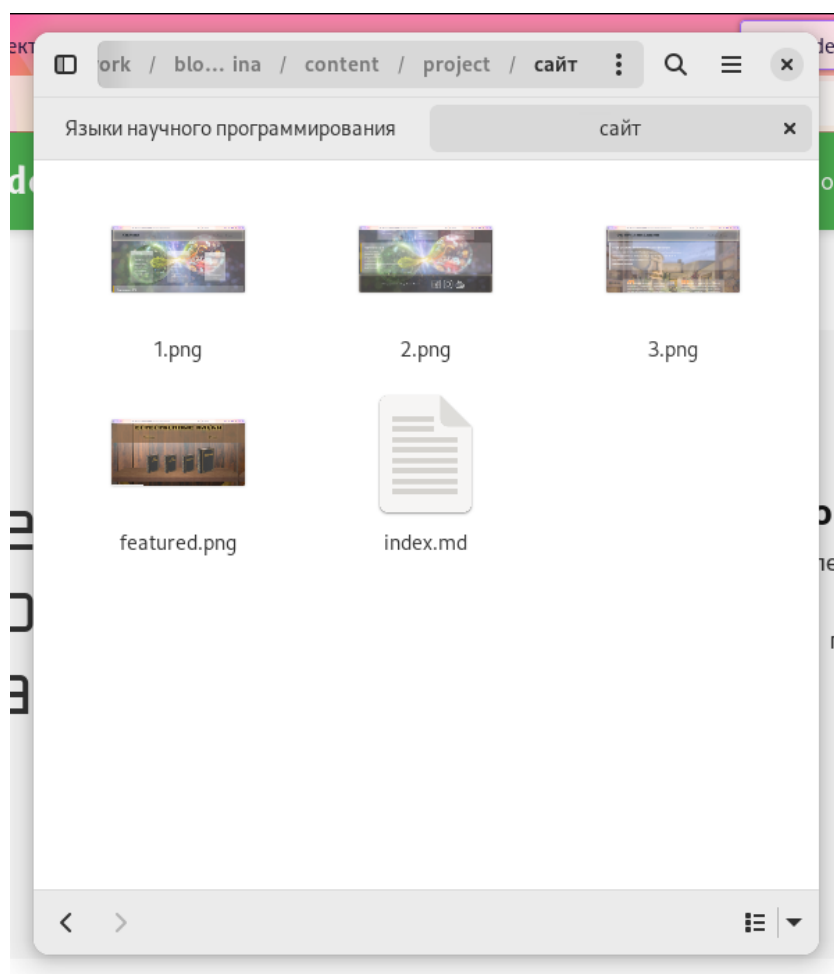 ork / blo... ina / content / project / сайт
Языки научного программирования
сайт
1.png
2.png
3.png
featured.png
index.md